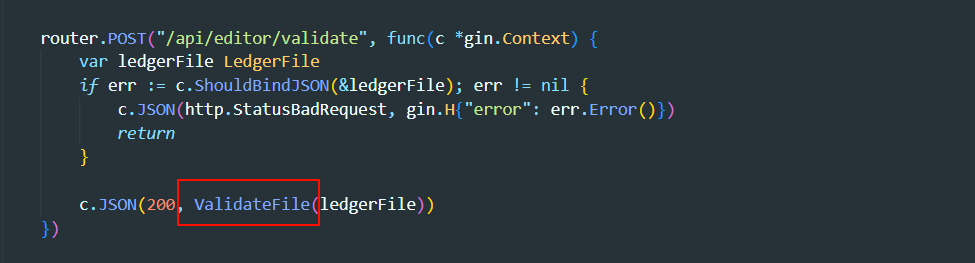 router.POST("/api/editor/validate", func(c *gin.Context) {
var ledgerFile LedgerFile
if err := c.ShouldBindJSON(&ledgerFile); err != nil {
c.JSON(http.StatusBadRequest, gin.H{"error": err.Error()})
return
}
c.JSON(200, ValidateFile(ledgerFile))
})